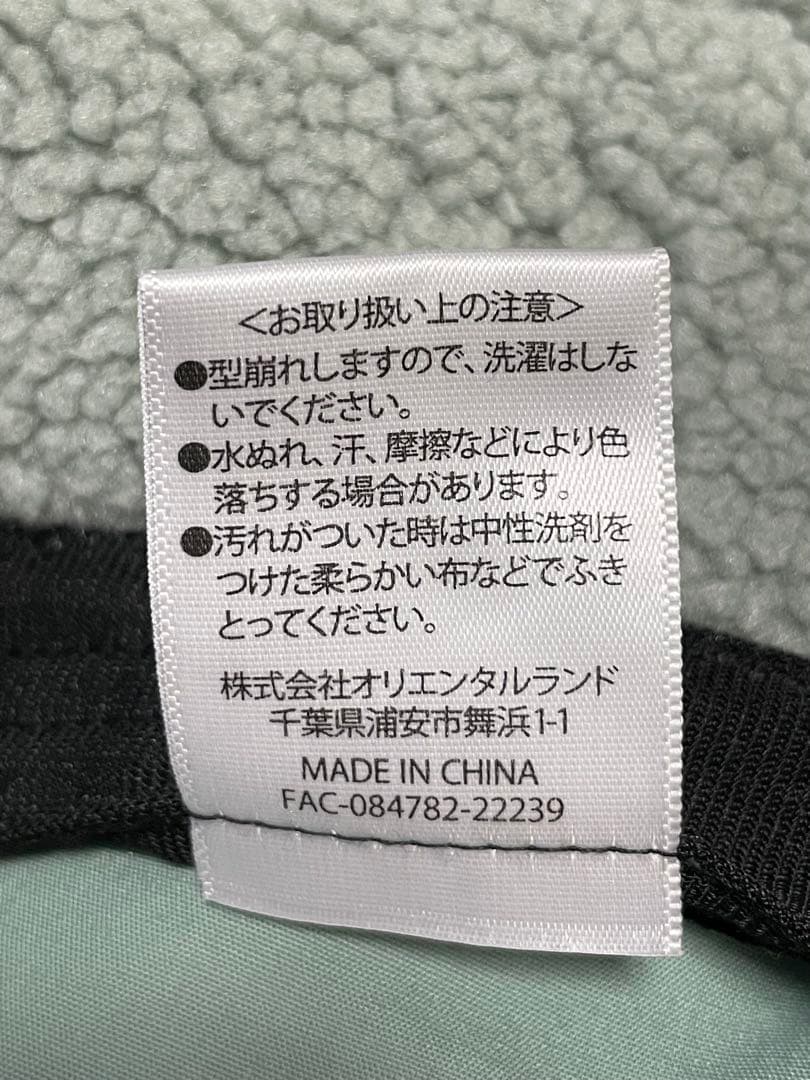 <お取り扱い上の注意>
●型崩れしますので、洗濯はしな
いでください。
●水ぬれ、汗、摩擦などにより色
落ちする場合があります。
●汚れがついた時は中性洗剤を
つけた柔らかい布などでふき
とってください。
株式会社オリエンタルランド
千葉県浦安市舞浜1-1
MADE IN CHINA
FAC-084782-22239